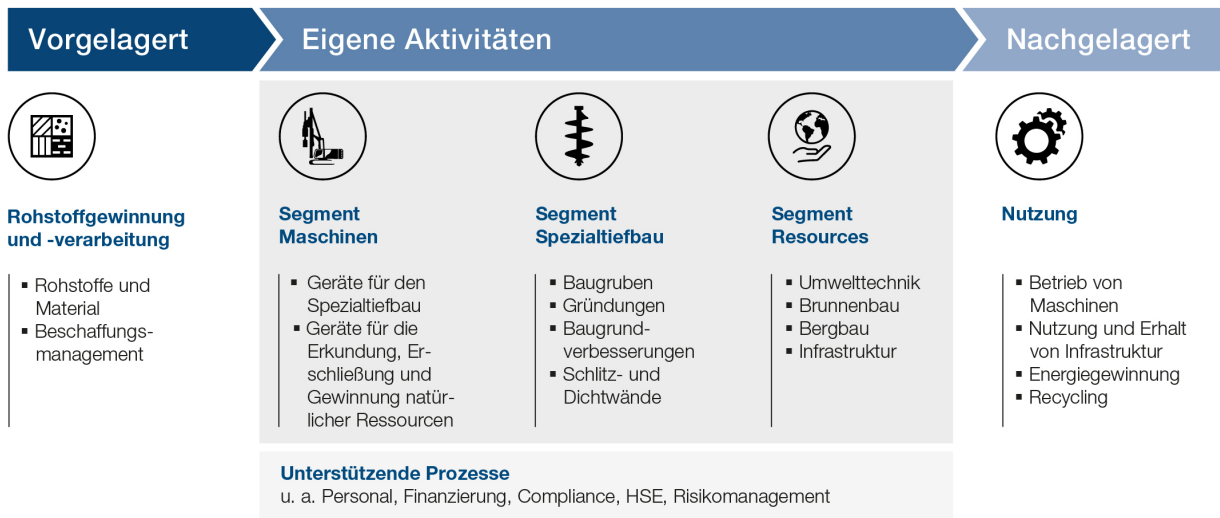 Vorgelagert
Eigene Aktivitäten
Nachgelagert
Rohstoffgewinnung
und -verarbeitung
▪ Rohstoffe und
Material
▪ Beschaffungs-
management
Segment
Maschinen
▪ Geräte für den
Spezialtiefbau
▪ Geräte für die
Erkundung, Er-
schließung und
Gewinnung natür-
licher Ressourcen
Segment
Spezialtiefbau
▪ Baugruben
▪ Gründungen
▪ Baugrund-
verbesserungen
▪ Schlitz- und
Dichtwände
Segment
Resources
▪ Umwelttechnik
▪ Brunnenbau
▪ Bergbau
▪ Infrastruktur
Nutzung
▪ Betrieb von
Maschinen
▪ Nutzung und Erhalt
von Infrastruktur
▪ Energiegewinnung
▪ Recycling
Unterstützende Prozesse
u. a. Personal, Finanzierung, Compliance, HSE, Risikomanagement